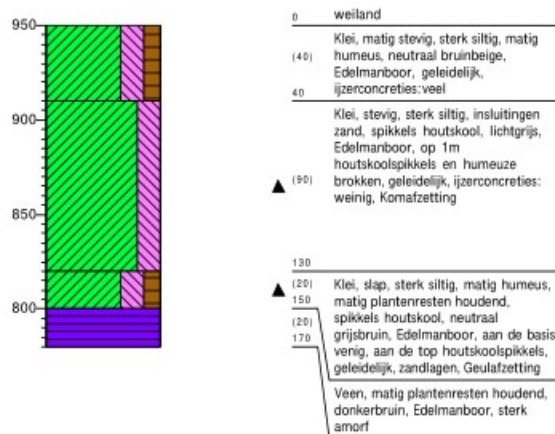 950
900
850
800
0 weiland
(40) Klei, matig stevig, sterk siltig, matig
humeus, neutraal bruinbeige,
Edelmanboor, geleidelijk,
ijzerconcreties:veel
40
(90) Klei, stevig, sterk siltig, insluitingen
zand, spikkels houtskool, lichtgrijs,
Edelmanboor, op 1m
houtskoolspikkels en humeuze
brokken, geleidelijk, ijzerconcreties:
weinig, Komafzetting
130
(20) Klei, slap, sterk siltig, matig humeus,
150 matig plantenresten houdend,
spikkels houtskool, neutraal
(20) grijsbruin, Edelmanboor, aan de basis
170 venig, aan de top houtskoolspikkels,
geleidelijk, zandlagen, Geulafzetting
Veen, matig plantenresten houdend,
donkerbruin, Edelmanboor, sterk
amorf